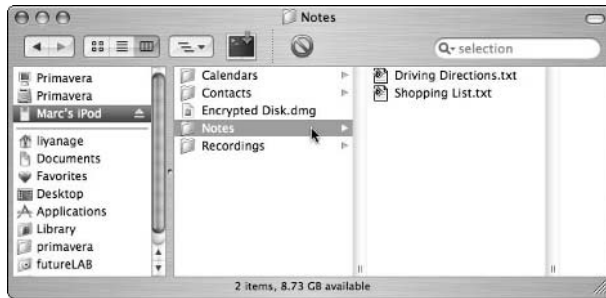 Notes
selection
Primavera
Primavera
Marc's iPod
liyanage
Documents
Favorites
Desktop
Applications
Library
primavera
futureLAB
Calendars
Contacts
Encrypted Disk.dmg
Notes
Recordings
Driving Directions.txt
Shopping List.txt
2 items, 8.73 GB available